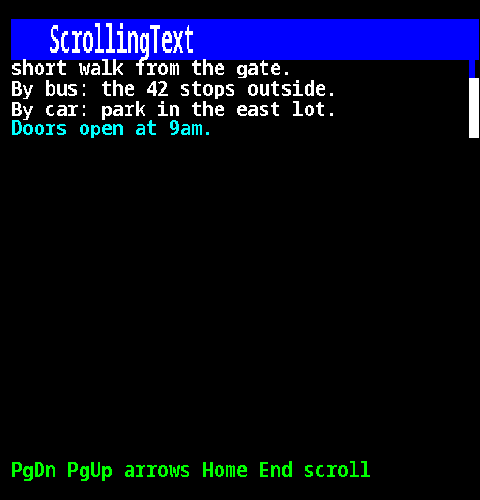 ScrollingText
short walk from the gate.
By bus: the 42 stops outside.
By car: park in the east lot.
Doors open at 9am.
PgDn PgUp arrows Home End scroll